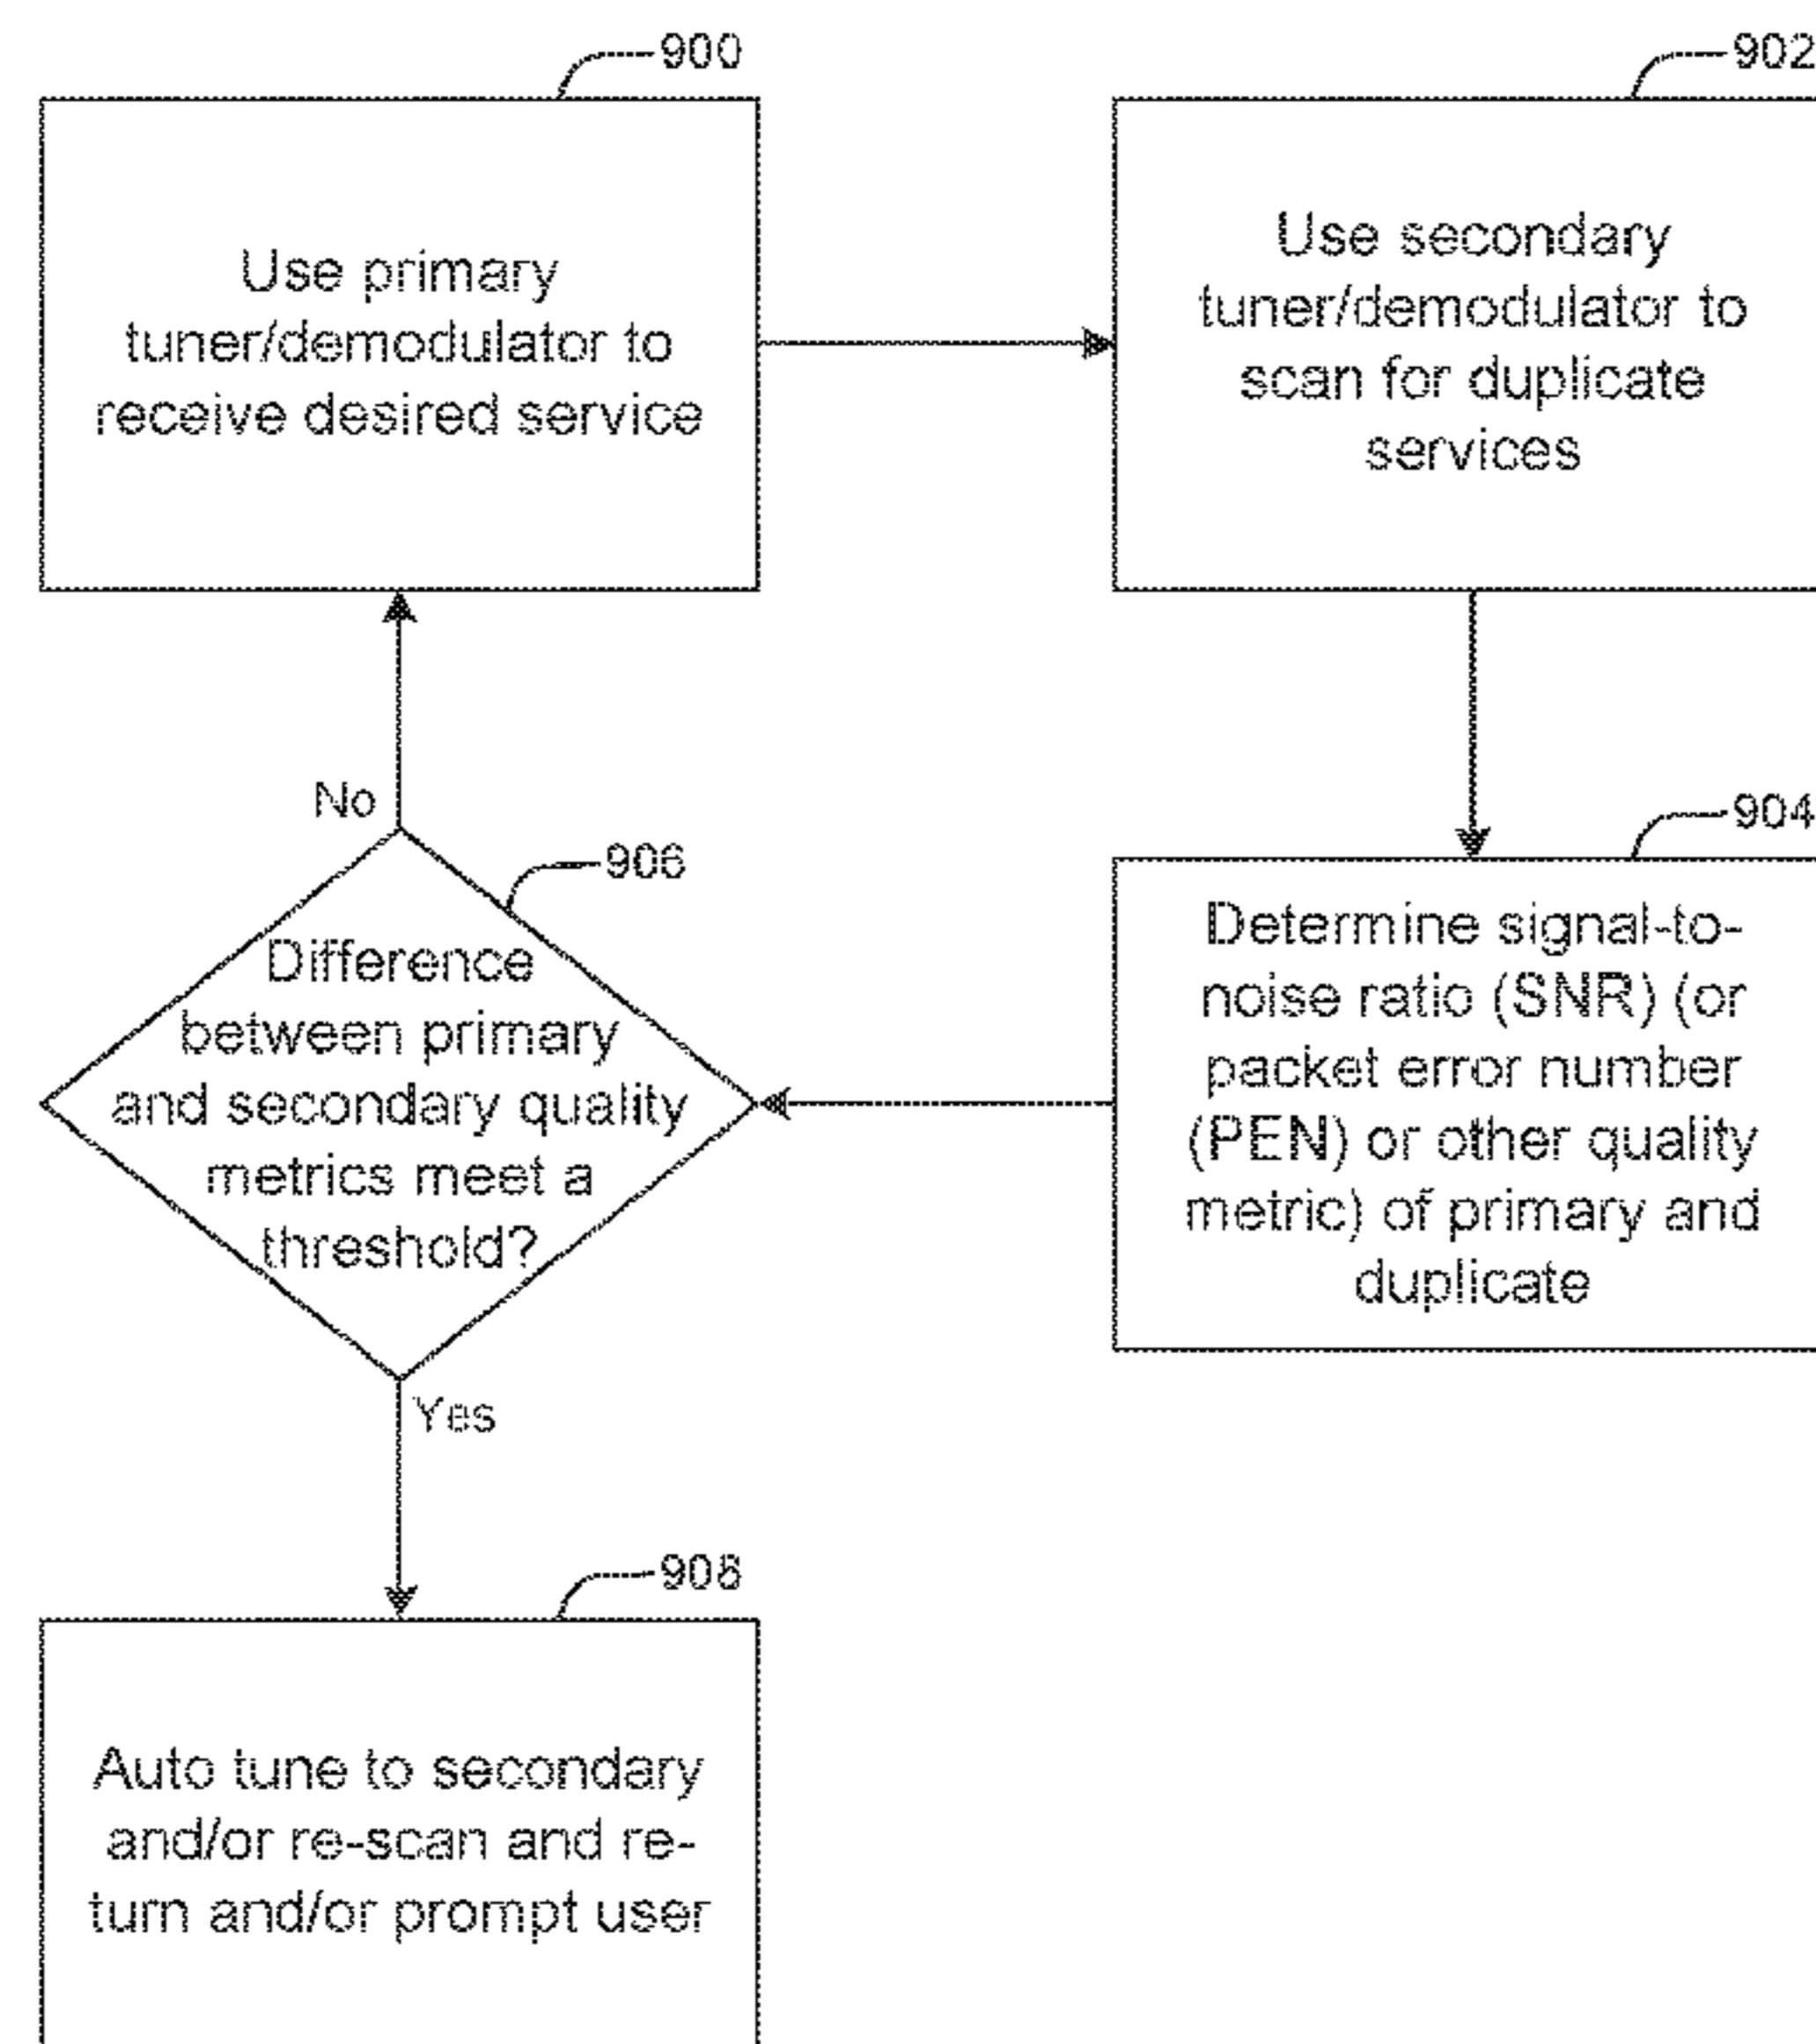 900
Use primary
tuner/demodulator to
receive desired service
902
Use secondary
tuner/demodulator to
scan for duplicate
services
904
Determine signal-to-
noise ratio (SNR) (or
packet error number
(PEN) or other quality
metric) of primary and
duplicate
906
Difference
between primary
and secondary quality
metrics meet a
threshold?
No
Yes
908
Auto tune to secondary
and/or re-scan and re-
turn and/or prompt user